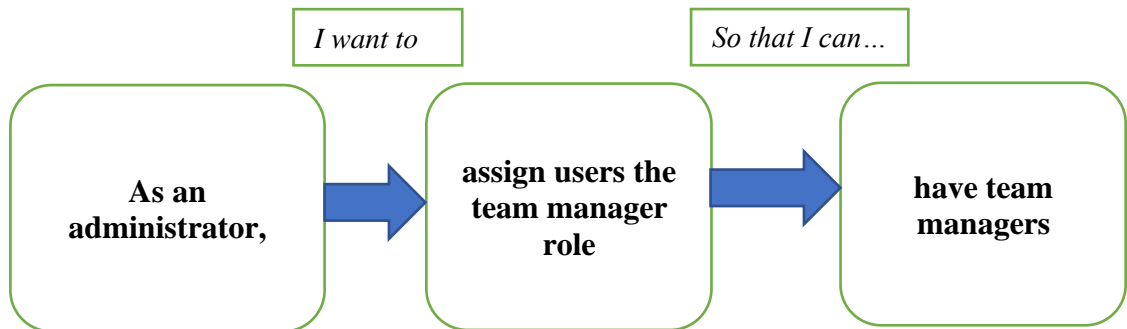 I want to
So that I can…
As an
administrator,
assign users the
team manager
role
have team
managers